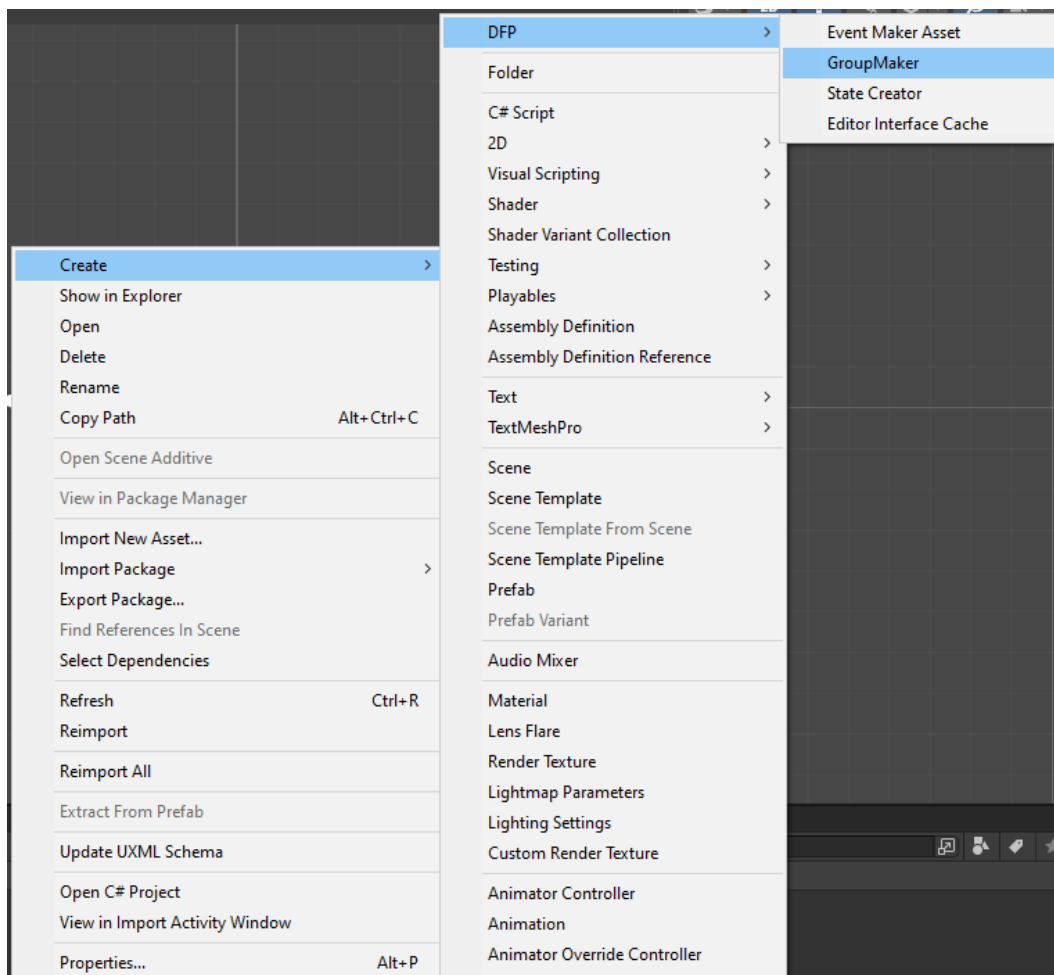 Create
Show in Explorer
Open
Delete
Rename
Copy Path Alt+Ctrl+C
Open Scene Additive
View in Package Manager
Import New Asset...
Import Package
Export Package...
Find References In Scene
Select Dependencies
Refresh Ctrl+R
Reimport
Reimport All
Extract From Prefab
Update UXML Schema
Open C# Project
View in Import Activity Window
Properties... Alt+P
DFP
Folder
C# Script
2D
Visual Scripting
Shader
Shader Variant Collection
Testing
Playables
Assembly Definition
Assembly Definition Reference
Text
TextMeshPro
Scene
Scene Template
Scene Template From Scene
Scene Template Pipeline
Prefab
Prefab Variant
Audio Mixer
Material
Lens Flare
Render Texture
Lightmap Parameters
Lighting Settings
Custom Render Texture
Animator Controller
Animation
Animator Override Controller
Event Maker Asset
GroupMaker
State Creator
Editor Interface Cache